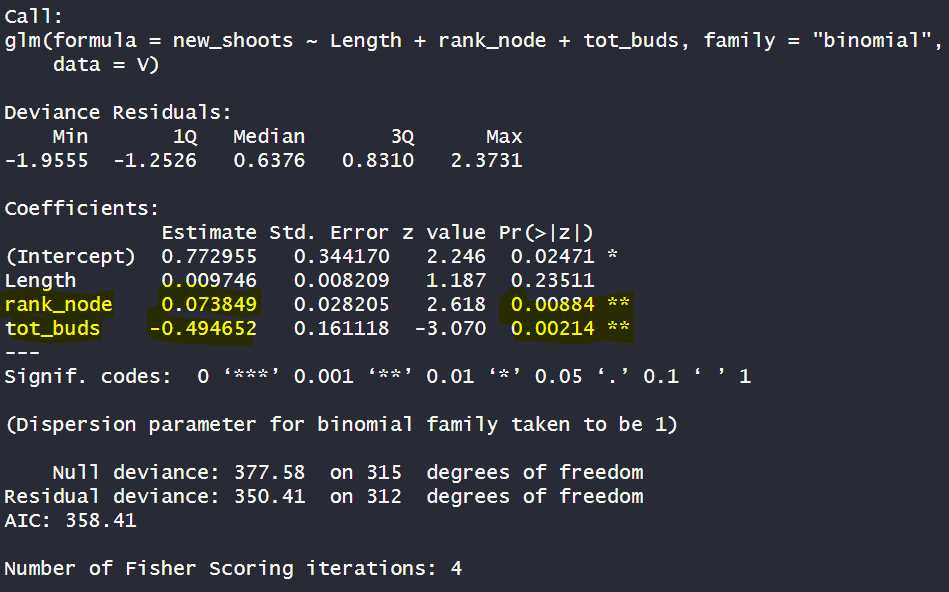 Call:
glm(formula = new_shoots ~ Length + rank_node + tot_buds, family = "binomial",
    data = V)
Deviance Residuals:
    Min       1Q   Median       3Q      Max
-1.9555  -1.2526   0.6376   0.8310   2.3731
Coefficients:
             Estimate Std. Error z value Pr(>|z|)
(Intercept)  0.772955   0.344170   2.246  0.02471 *
Length       0.009746   0.008209   1.187  0.23511
rank_node    0.073849   0.028205   2.618  0.00884 **
tot_buds    -0.494652   0.161118  -3.070  0.00214 **
---
Signif. codes:  0 ‘***’ 0.001 ‘**’ 0.01 ‘*’ 0.05 ‘.’ 0.1 ‘ ’ 1
(Dispersion parameter for binomial family taken to be 1)
    Null deviance: 377.58  on 315  degrees of freedom
Residual deviance: 350.41  on 312  degrees of freedom
AIC: 358.41
Number of Fisher Scoring iterations: 4